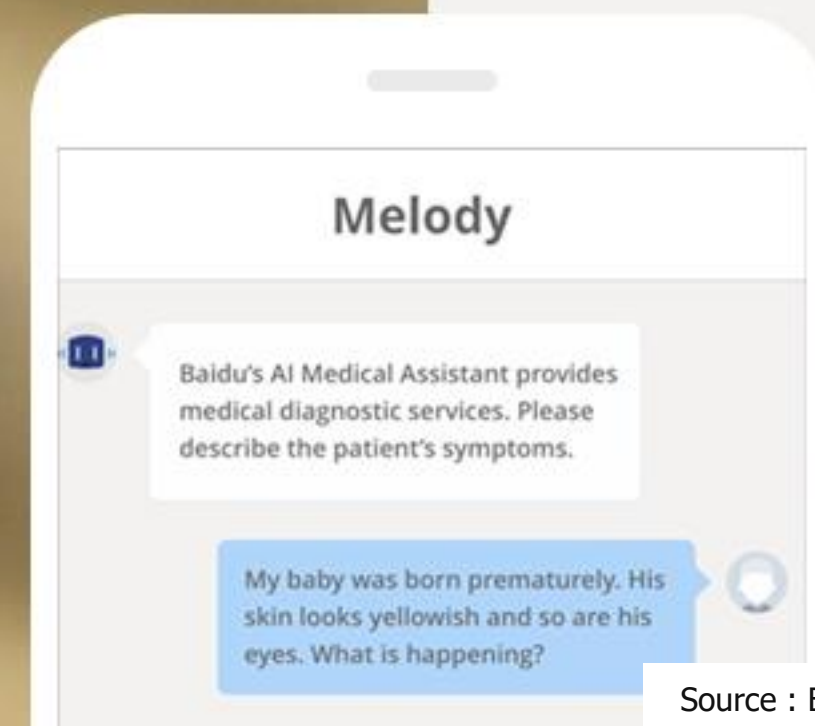 Melody
Baidu's AI Medical Assistant provides
medical diagnostic services. Please
describe the patient's symptoms.
My baby was born prematurely. His
skin looks yellowish and so are his
eyes. What is happening?
Source :